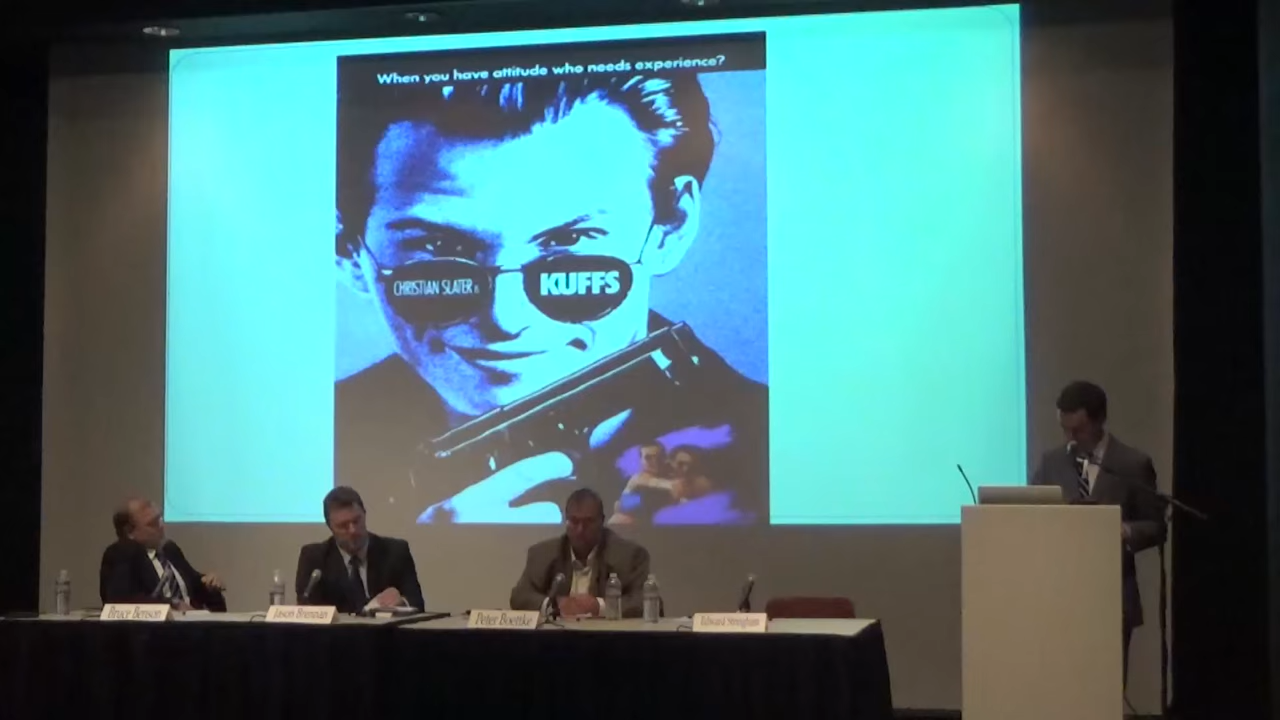 When you have attitude who needs experience?
CHRISTIAN SLATER is
KUFFS
Bruce Benson
Jason Brennan
Peter Boettke
Edward Stringham